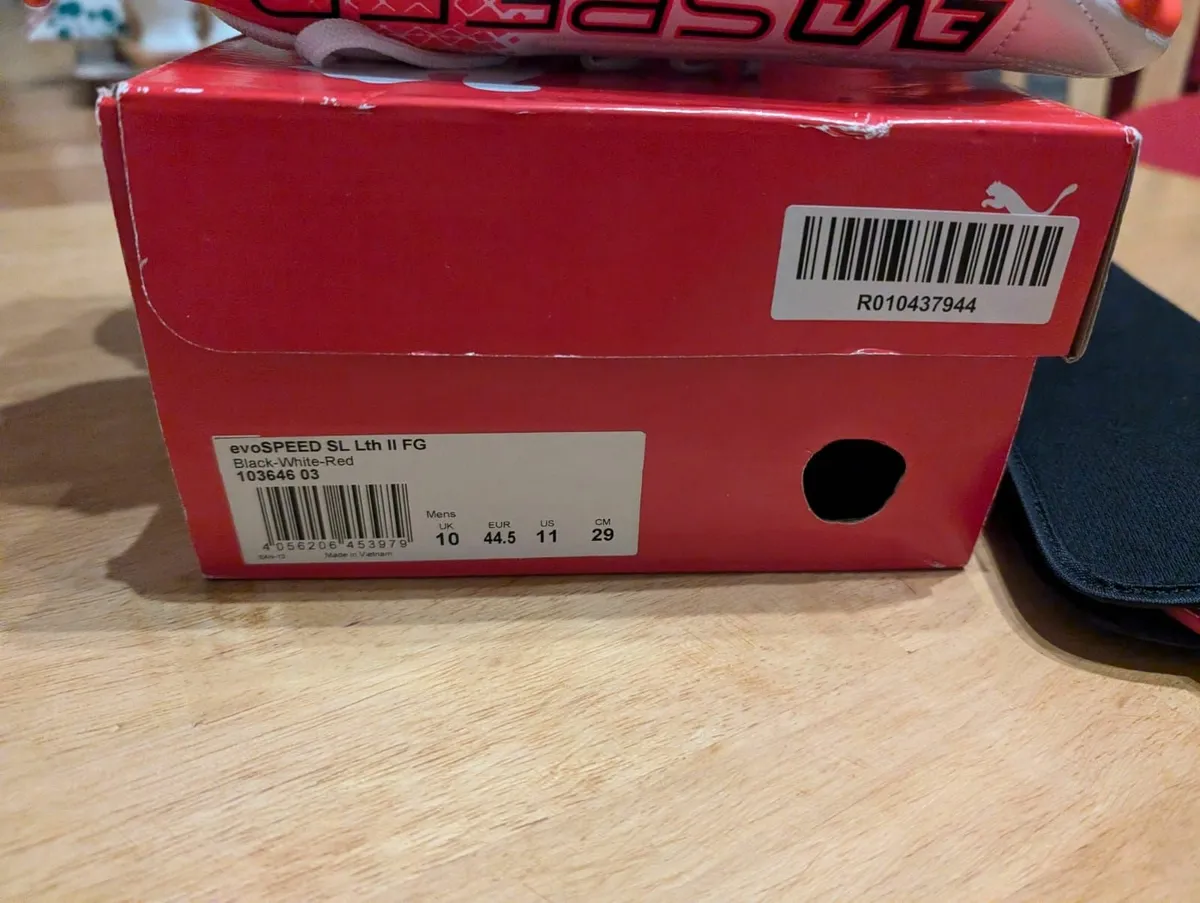 evoSPEED
R010437944
evoSPEED SL Lth II FG
Black-White-Red
103646 03
4 056206 453979
Made in Vietnam
Mens
UK EUR US CM
10 44.5 11 29